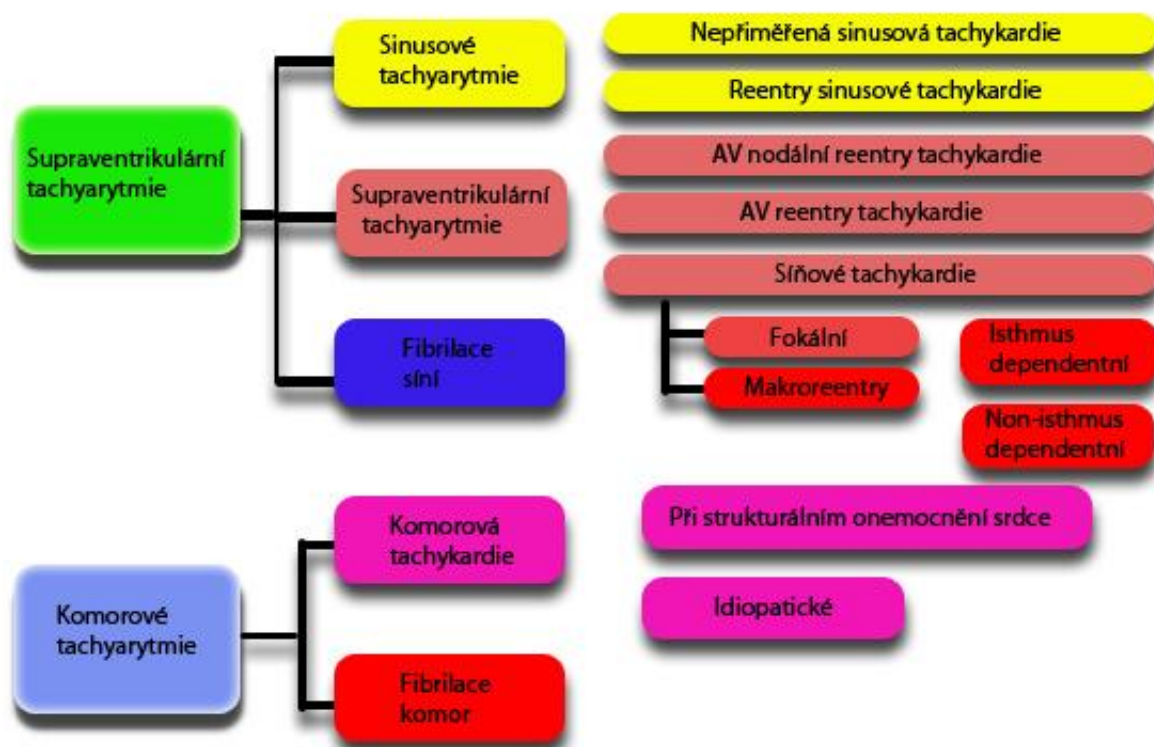 Supraventrikulární
tachyarytmie
Sinusové
tachyarytmie
Nepřiměřená sinusová tachykardie
Reentry sinusové tachykardie
Supraventrikulární
tachyarytmie
AV nodální reentry tachykardie
AV reentry tachykardie
Síňové tachykardie
Fokální
Makroreentry
Isthmus
dependentní
Non-isthmus
dependentní
Fibrilace
síní
Komorové
tachyarytmie
Komorová
tachykardie
Při strukturálním onemocnění srdce
Idiopatické
Fibrilace
komor